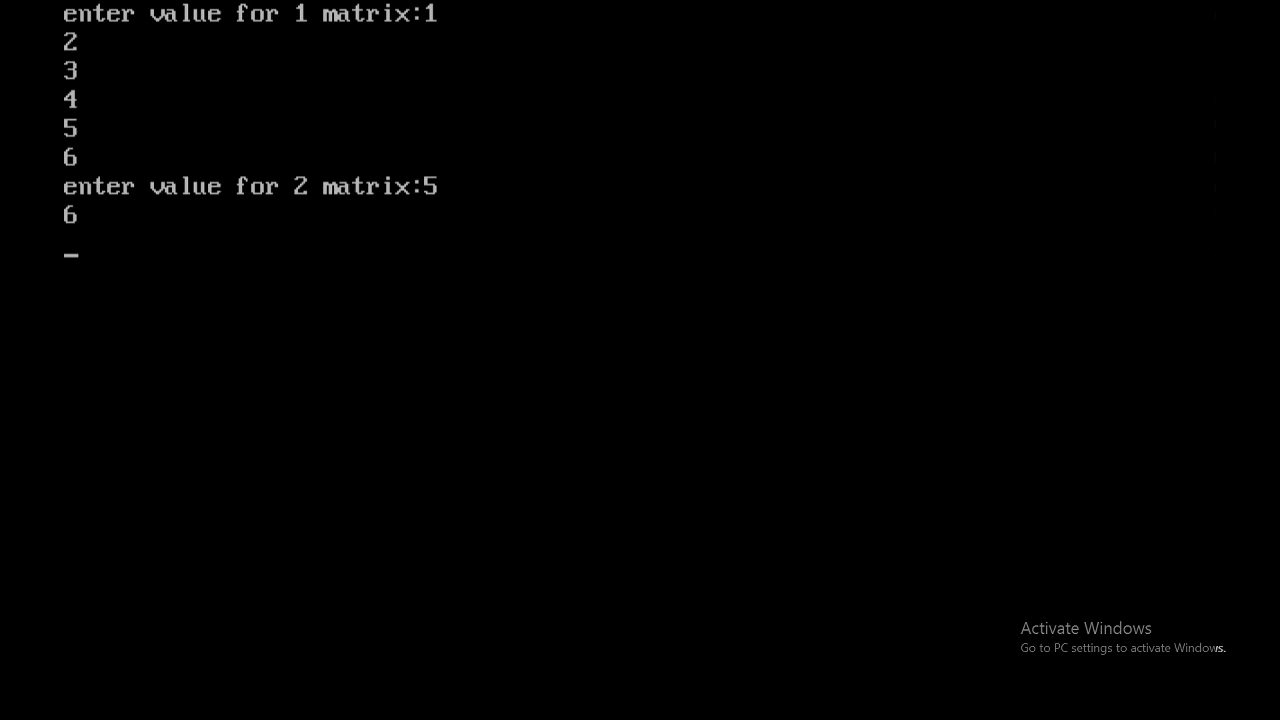 enter value for 1 matrix:1
2
3
4
5
6
enter value for 2 matrix:5
6
_
Activate Windows
Go to PC settings to activate Windows.